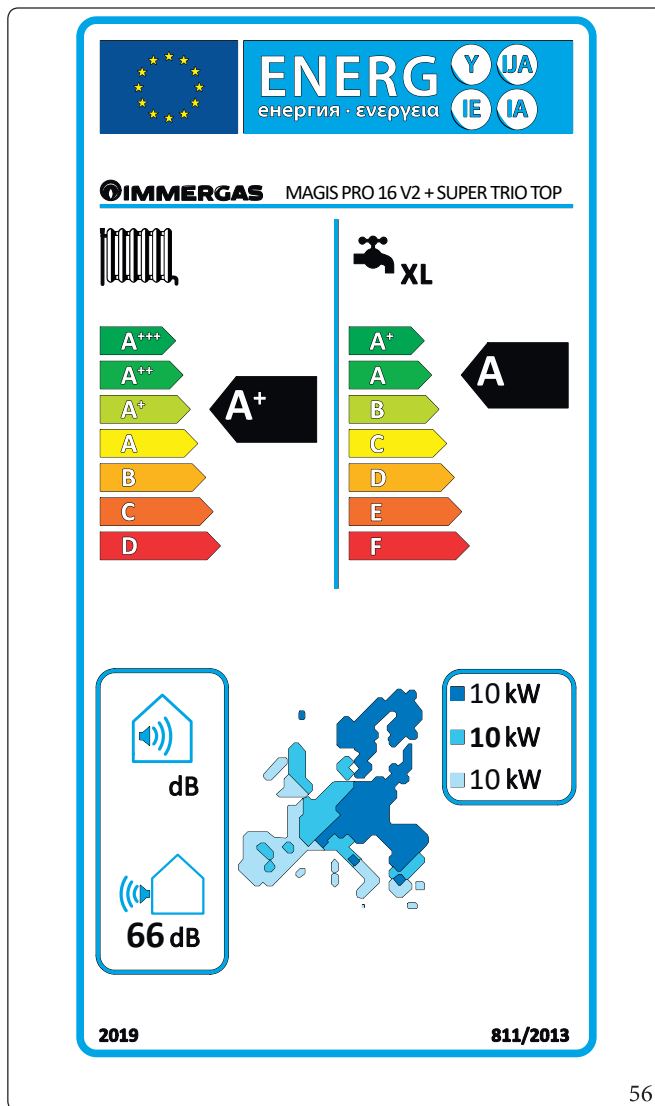 ENERG
енергия · ενεργεια
Y IJA
IE IA
IMMERGAS MAGIS PRO 16 V2 + SUPER TRIO TOP
XL
A+++
A++
A+
A
B
C
D
A+
A+
A
B
C
D
E
F
A
dB
66 dB
10 kW
10 kW
10 kW
2019
811/2013
56